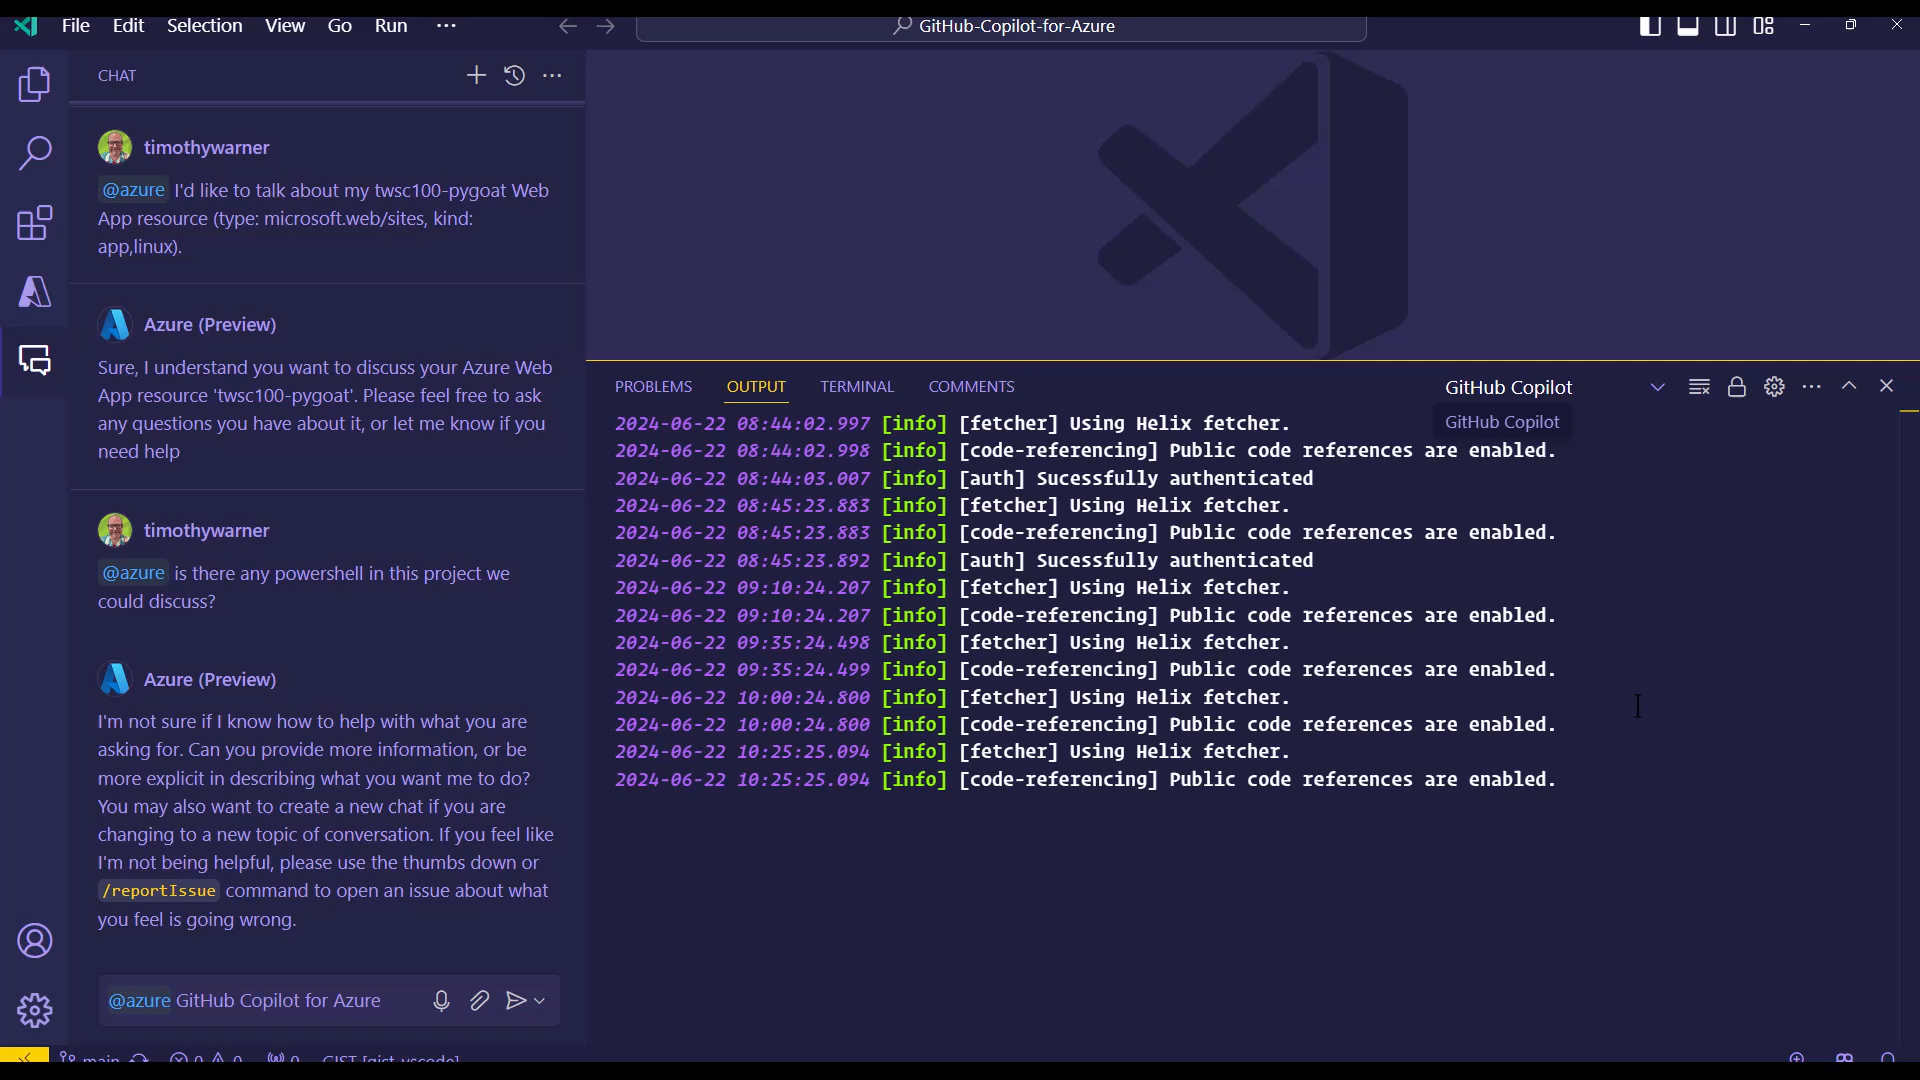 File Edit Selection View Go Run ...
GitHub-Copilot-for-Azure
CHAT
timothywarner
@azure I'd like to talk about my twsc100-pygoat Web
App resource (type: microsoft.web/sites, kind:
app,linux).
Azure (Preview)
Sure, I understand you want to discuss your Azure Web
App resource 'twsc100-pygoat'. Please feel free to ask
any questions you have about it, or let me know if you
need help
timothywarner
@azure is there any powershell in this project we
could discuss?
Azure (Preview)
I'm not sure if I know how to help with what you are
asking for. Can you provide more information, or be
more explicit in describing what you want me to do?
You may also want to create a new chat if you are
changing to a new topic of conversation. If you feel like
I'm not being helpful, please use the thumbs down or
/reportIssue command to open an issue about what
you feel is going wrong.
@azure GitHub Copilot for Azure
PROBLEMS OUTPUT TERMINAL COMMENTS
GitHub Copilot
GitHub Copilot
2024-06-22 08:44:02.997 [info] [fetcher] Using Helix fetcher.
2024-06-22 08:44:02.998 [info] [code-referencing] Public code references are enabled.
2024-06-22 08:44:03.007 [info] [auth] Sucessfully authenticated
2024-06-22 08:45:23.883 [info] [fetcher] Using Helix fetcher.
2024-06-22 08:45:23.883 [info] [code-referencing] Public code references are enabled.
2024-06-22 08:45:23.892 [info] [auth] Sucessfully authenticated
2024-06-22 09:10:24.207 [info] [fetcher] Using Helix fetcher.
2024-06-22 09:10:24.207 [info] [code-referencing] Public code references are enabled.
2024-06-22 09:35:24.498 [info] [fetcher] Using Helix fetcher.
2024-06-22 09:35:24.499 [info] [code-referencing] Public code references are enabled.
2024-06-22 10:00:24.800 [info] [fetcher] Using Helix fetcher.
2024-06-22 10:00:24.800 [info] [code-referencing] Public code references are enabled.
2024-06-22 10:25:25.094 [info] [fetcher] Using Helix fetcher.
2024-06-22 10:25:25.094 [info] [code-referencing] Public code references are enabled.
main 0 0 0 GIST [gist-vscode]